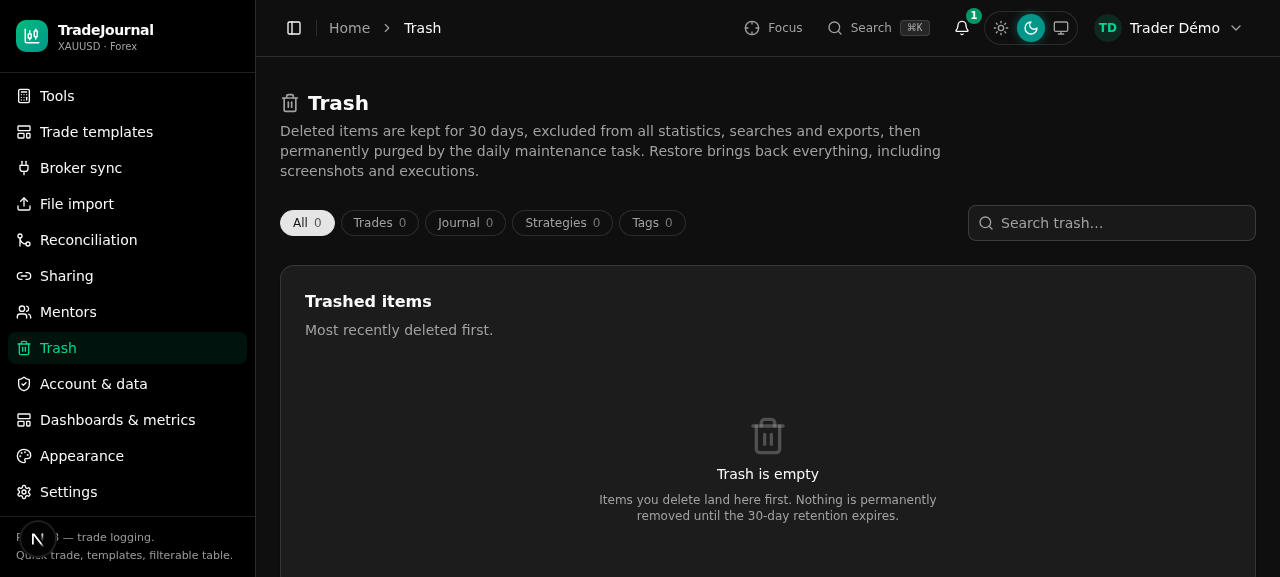 TradeJournal
XAUUSD · Forex
Tools
Trade templates
Broker sync
File import
Reconciliation
Sharing
Mentors
Trash
Account & data
Dashboards & metrics
Appearance
Settings
— trade logging.
trade, templates, filterable table.
Home
Trash
Focus
Search ⌘K
1
TD
Trader Démo
Trash
Deleted items are kept for 30 days, excluded from all statistics, searches and exports, then
permanently purged by the daily maintenance task. Restore brings back everything, including
screenshots and executions.
All 0
Trades 0
Journal 0
Strategies 0
Tags 0
Search trash…
Trashed items
Most recently deleted first.
Trash is empty
Items you delete land here first. Nothing is permanently
removed until the 30-day retention expires.